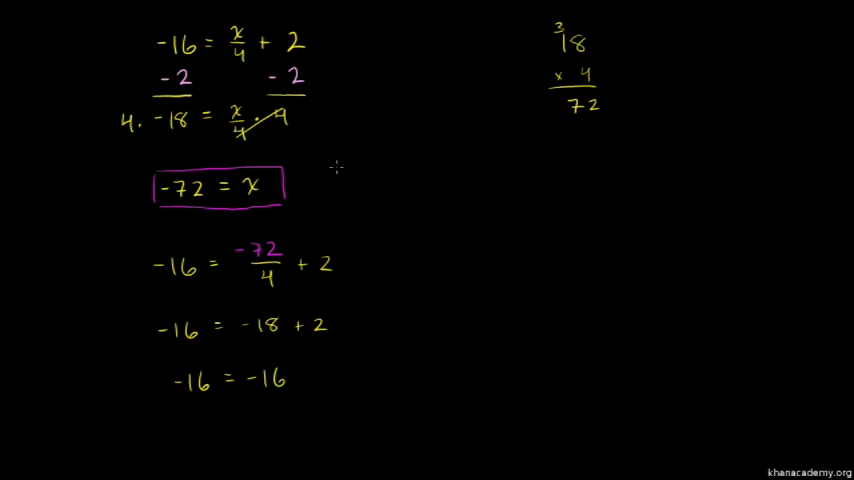 -16 = x/4 + 2
-2 -2
4 · -18 = x/4 · 4
-72 = x
-16 = -72/4 + 2
-16 = -18 + 2
-16 = -16
3
18
x 4
72
khanacademy.org